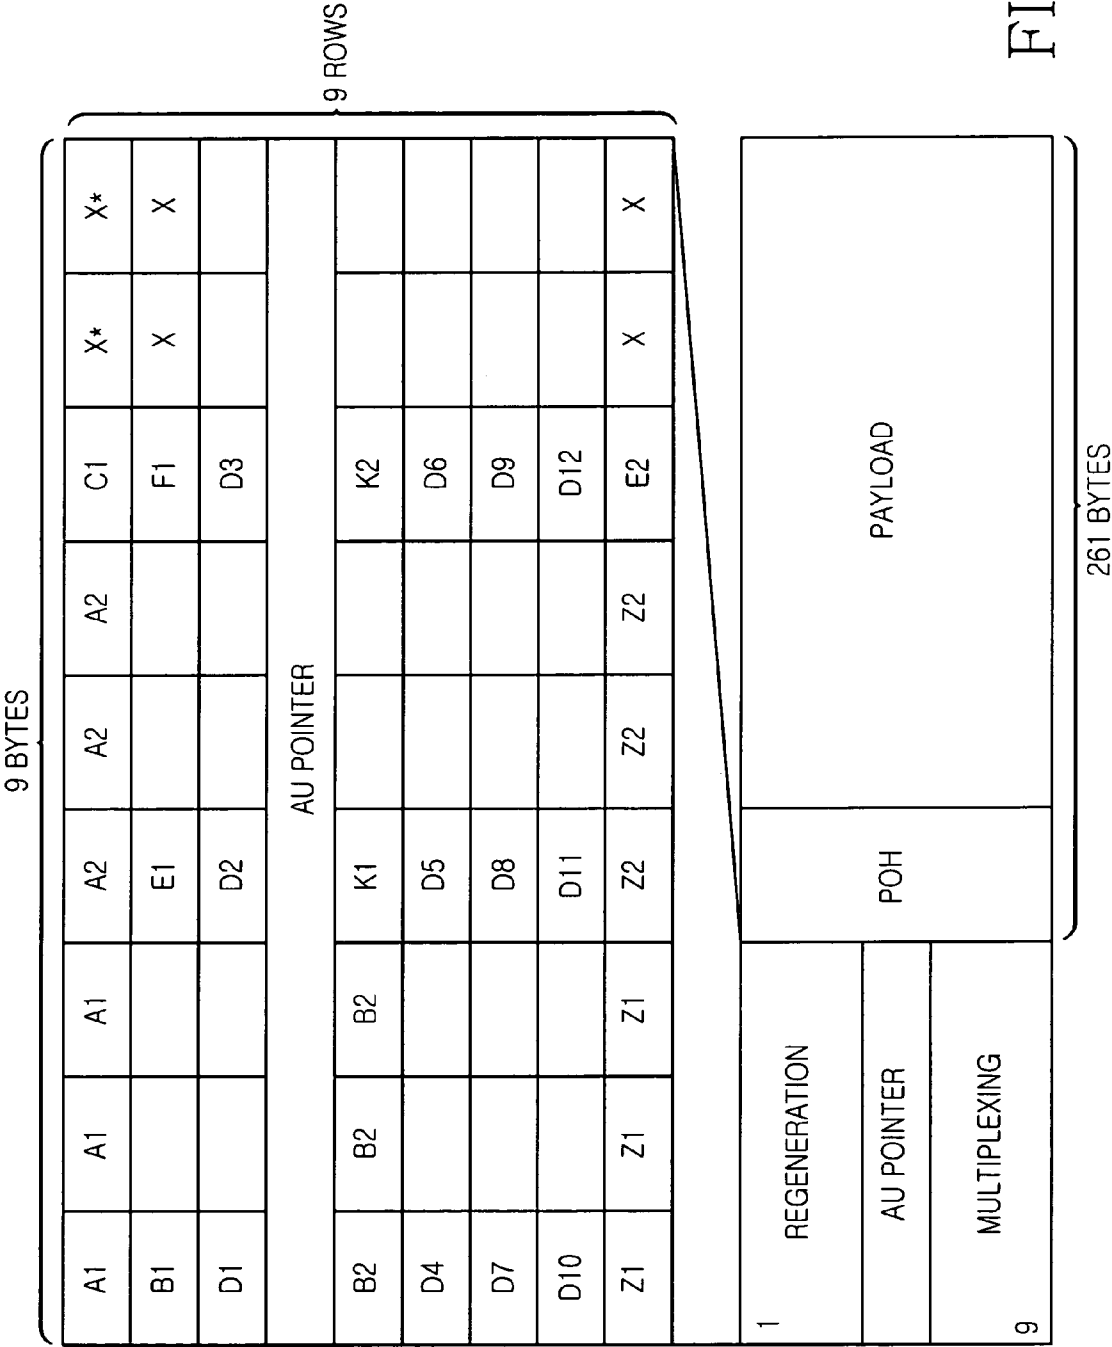 9 BYTES
A1 A1 A1 A2 A2 A2 C1 X* X*
B1 E1 F1 X X
D1 D2 D3
AU POINTER
B2 B2 B2 K1 K2
D4 D5 D6
D7 D8 D9
D10 D11 D12
Z1 Z1 Z1 Z2 Z2 Z2 E2 X X
9 ROWS
1 REGENERATION
AU POINTER
9 MULTIPLEXING
POH
PAYLOAD
261 BYTES
FI